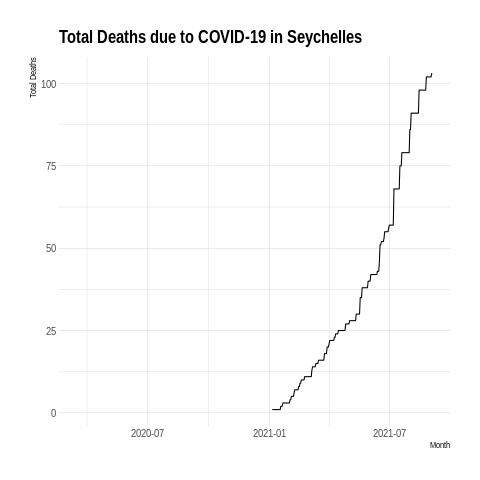 Total Deaths due to COVID-19 in Seychelles
Total Deaths
100
75
50
25
0
2020-07 2021-01 2021-07
Month